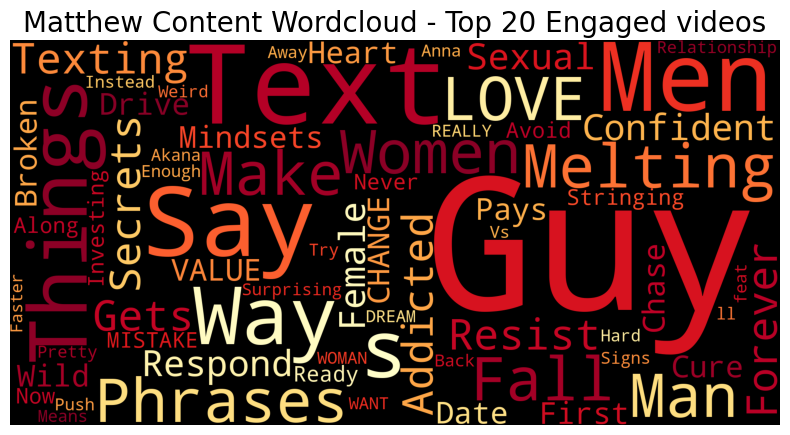 Matthew Content Wordcloud - Top 20 Engaged videos
Texting
Text
Away
Heart
Anna
Sexual
Men
Relationship
Instead
Weird
Drive
LOVE
Broken
Things
Secrets
Mindsets
REALLY
Avoid
Confident
Akana
Enough
Make
Women
Never
Melting
Stringing
Along
Investing
Say
Female
CHANGE
Addicted
Guy
Pays
Vs
Chase
Forever
feat
VALUE
Try
Surprising
Way
s
Faster
Gets
MISTAKE
DREAM
Resist
Hard
ll
Pretty
Respond
WOMAN
Ready
Back
Fall
Signs
Cure
Wild
Now
Push
Means
Phrases
WANT
Date
First
Man